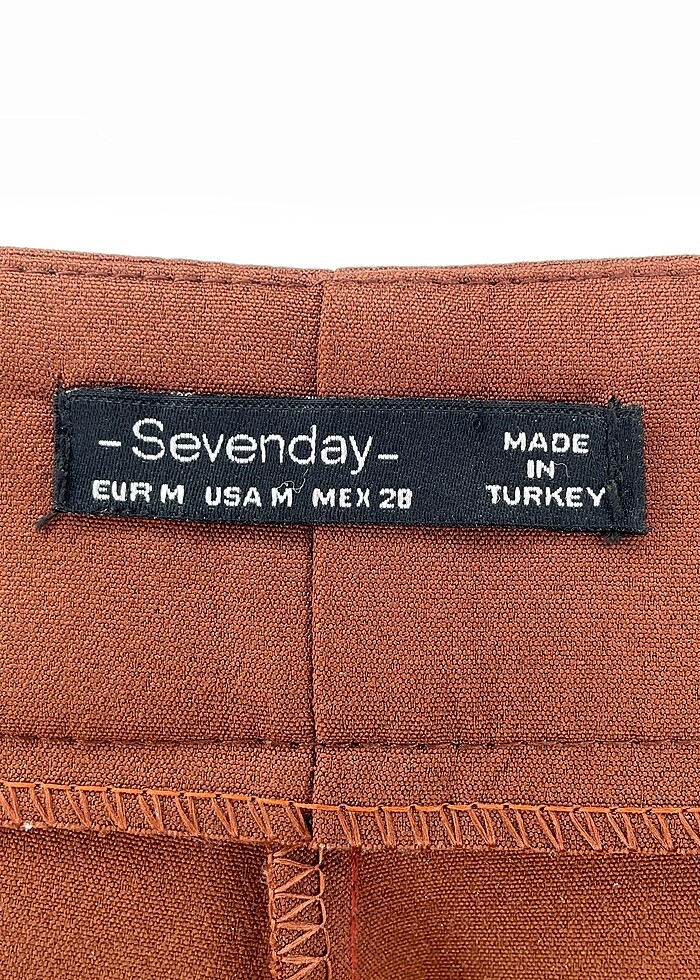 -Sevenday-
EUR M USA M MEX 28
MADE
IN
TURKEY